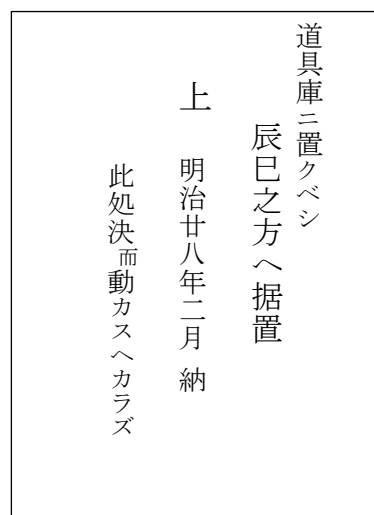 道具庫ニ置クベシ
辰巳之方へ据置
上　明治廿八年二月 納
此処決而動カスヘカラズ